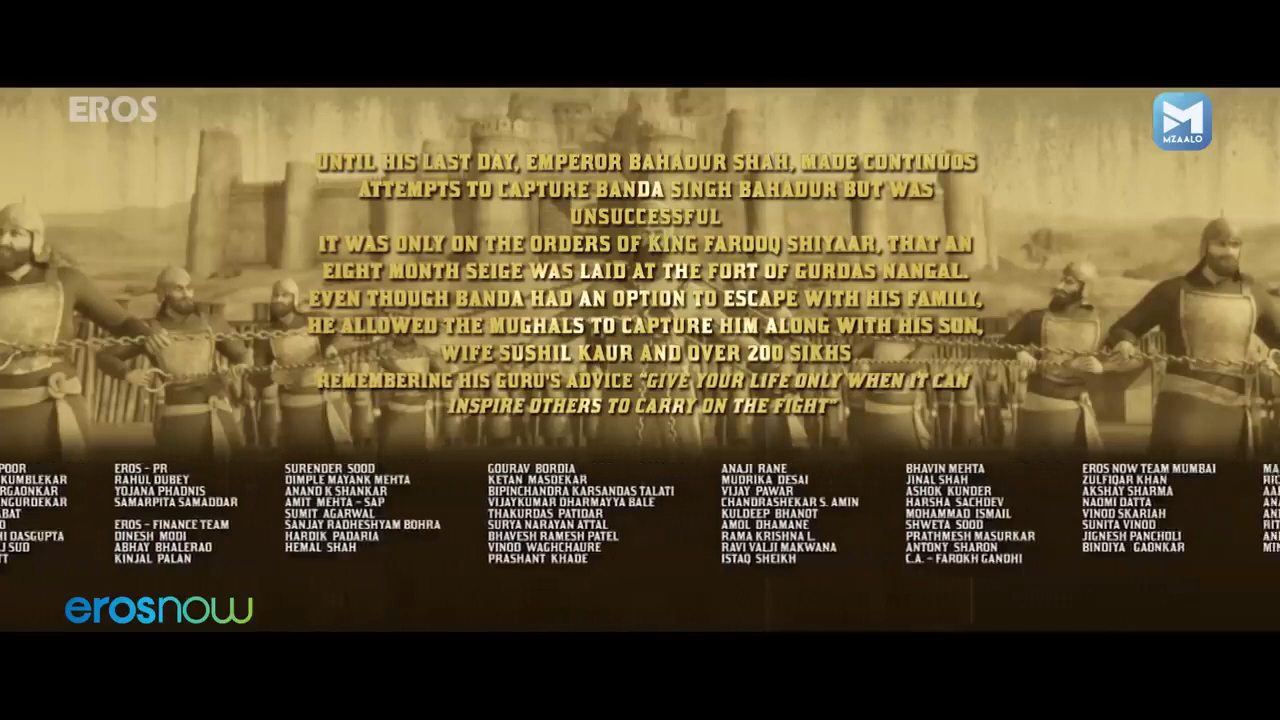 EROS
MZAALO
UNTIL HIS LAST DAY, EMPEROR BAHADUR SHAH, MADE CONTINUOS
ATTEMPTS TO CAPTURE BANDA SINGH BAHADUR BUT WAS
UNSUCCESSFUL
IT WAS ONLY ON THE ORDERS OF KING FAROOQ SHIYAAR, THAT AN
EIGHT MONTH SEIGE WAS LAID AT THE FORT OF GURDAS NANGAL.
EVEN THOUGH BANDA HAD AN OPTION TO ESCAPE WITH HIS FAMILY,
HE ALLOWED THE MUGHALS TO CAPTURE HIM ALONG WITH HIS SON,
WIFE SUSHIL KAUR AND OVER 200 SIKHS
REMEMBERING HIS GURU'S ADVICE "GIVE YOUR LIFE ONLY WHEN IT CAN
INSPIRE OTHERS TO CARRY ON THE FIGHT"
POOR
KUMBLEKAR
RGAONKAR
NGURDEKAR
BAT
O
HI DASGUPTA
J SUD
TT
EROS - PR
RAHUL DUBEY
YOJANA PHADNIS
SAMARPITA SAMADDAR
EROS - FINANCE TEAM
DINESH MODI
ABHAY BHALERAO
KINJAL PALAN
SURENDER SOOD
DIMPLE MAYANK MEHTA
ANAND K SHANKAR
AMIT MEHTA - SAP
SUMIT AGARWAL
SANJAY RADHESHYAM BOHRA
HARDIK PADARIA
HEMAL SHAH
GOURAV BORDIA
KETAN MASDEKAR
BIPINCHANDRA KARSANDAS TALATI
VIJAYKUMAR DHARMAYYA BALE
THAKURDAS PATIDAR
SURYA NARAYAN ATTAL
BHAVESH RAMESH PATEL
VINOD WAGHCHAURE
PRASHANT KHADE
ANAJI RANE
MUDRIKA DESAI
VIJAY PAWAR
CHANDRASHEKAR S. AMIN
KULDEEP BHANOT
AMOL DHAMANE
RAMA KRISHNA L.
RAVI VALJI MAKWANA
ISTAQ SHEIKH
BHAVIN MEHTA
JINAL SHAH
ASHOK KUNDER
HARSHA SACHDEV
MOHAMMAD ISMAIL
SHWETA SOOD
PRATHMESH MASURKAR
ANTONY SHARON
C.A. - FAROKH GANDHI
EROS NOW TEAM MUMBAI
ZULFIQAR KHAN
AKSHAY SHARMA
NAOMI DATTA
VINOD SKARIAH
SUNITA VINOD
JIGNESH PANCHOLI
BINDIYA GAONKAR
erosnow